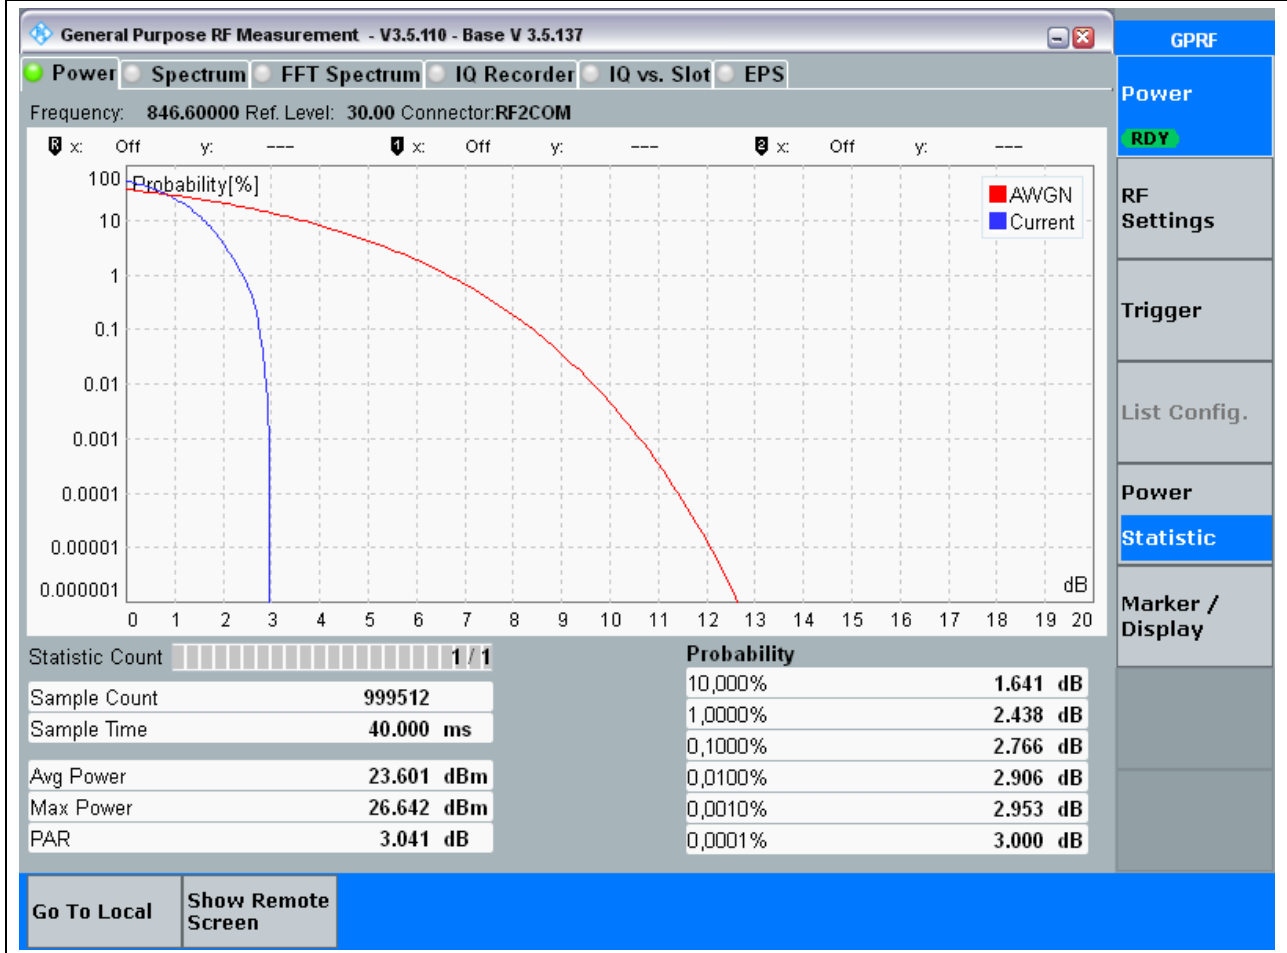 General Purpose RF Measurement - V3.5.110 - Base V 3.5.137
GPRF
Power Spectrum FFT Spectrum IQ Recorder IQ vs. Slot EPS
Frequency: 846.60000 Ref. Level: 30.00 Connector:RF2COM
R x: Off y: --- 1 x: Off y: --- 2 x: Off y: ---
Probability[%]
AWGN
Current
100
10
1
0.1
0.01
0.001
0.0001
0.00001
0.000001
dB
0 1 2 3 4 5 6 7 8 9 10 11 12 13 14 15 16 17 18 19 20
Statistic Count 1 / 1
Sample Count 999512
Sample Time 40.000 ms
Avg Power 23.601 dBm
Max Power 26.642 dBm
PAR 3.041 dB
Probability
10,000% 1.641 dB
1,0000% 2.438 dB
0,1000% 2.766 dB
0,0100% 2.906 dB
0,0010% 2.953 dB
0,0001% 3.000 dB
Power
RDY
RF
Settings
Trigger
List Config.
Power
Statistic
Marker /
Display
Go To Local
Show Remote
Screen